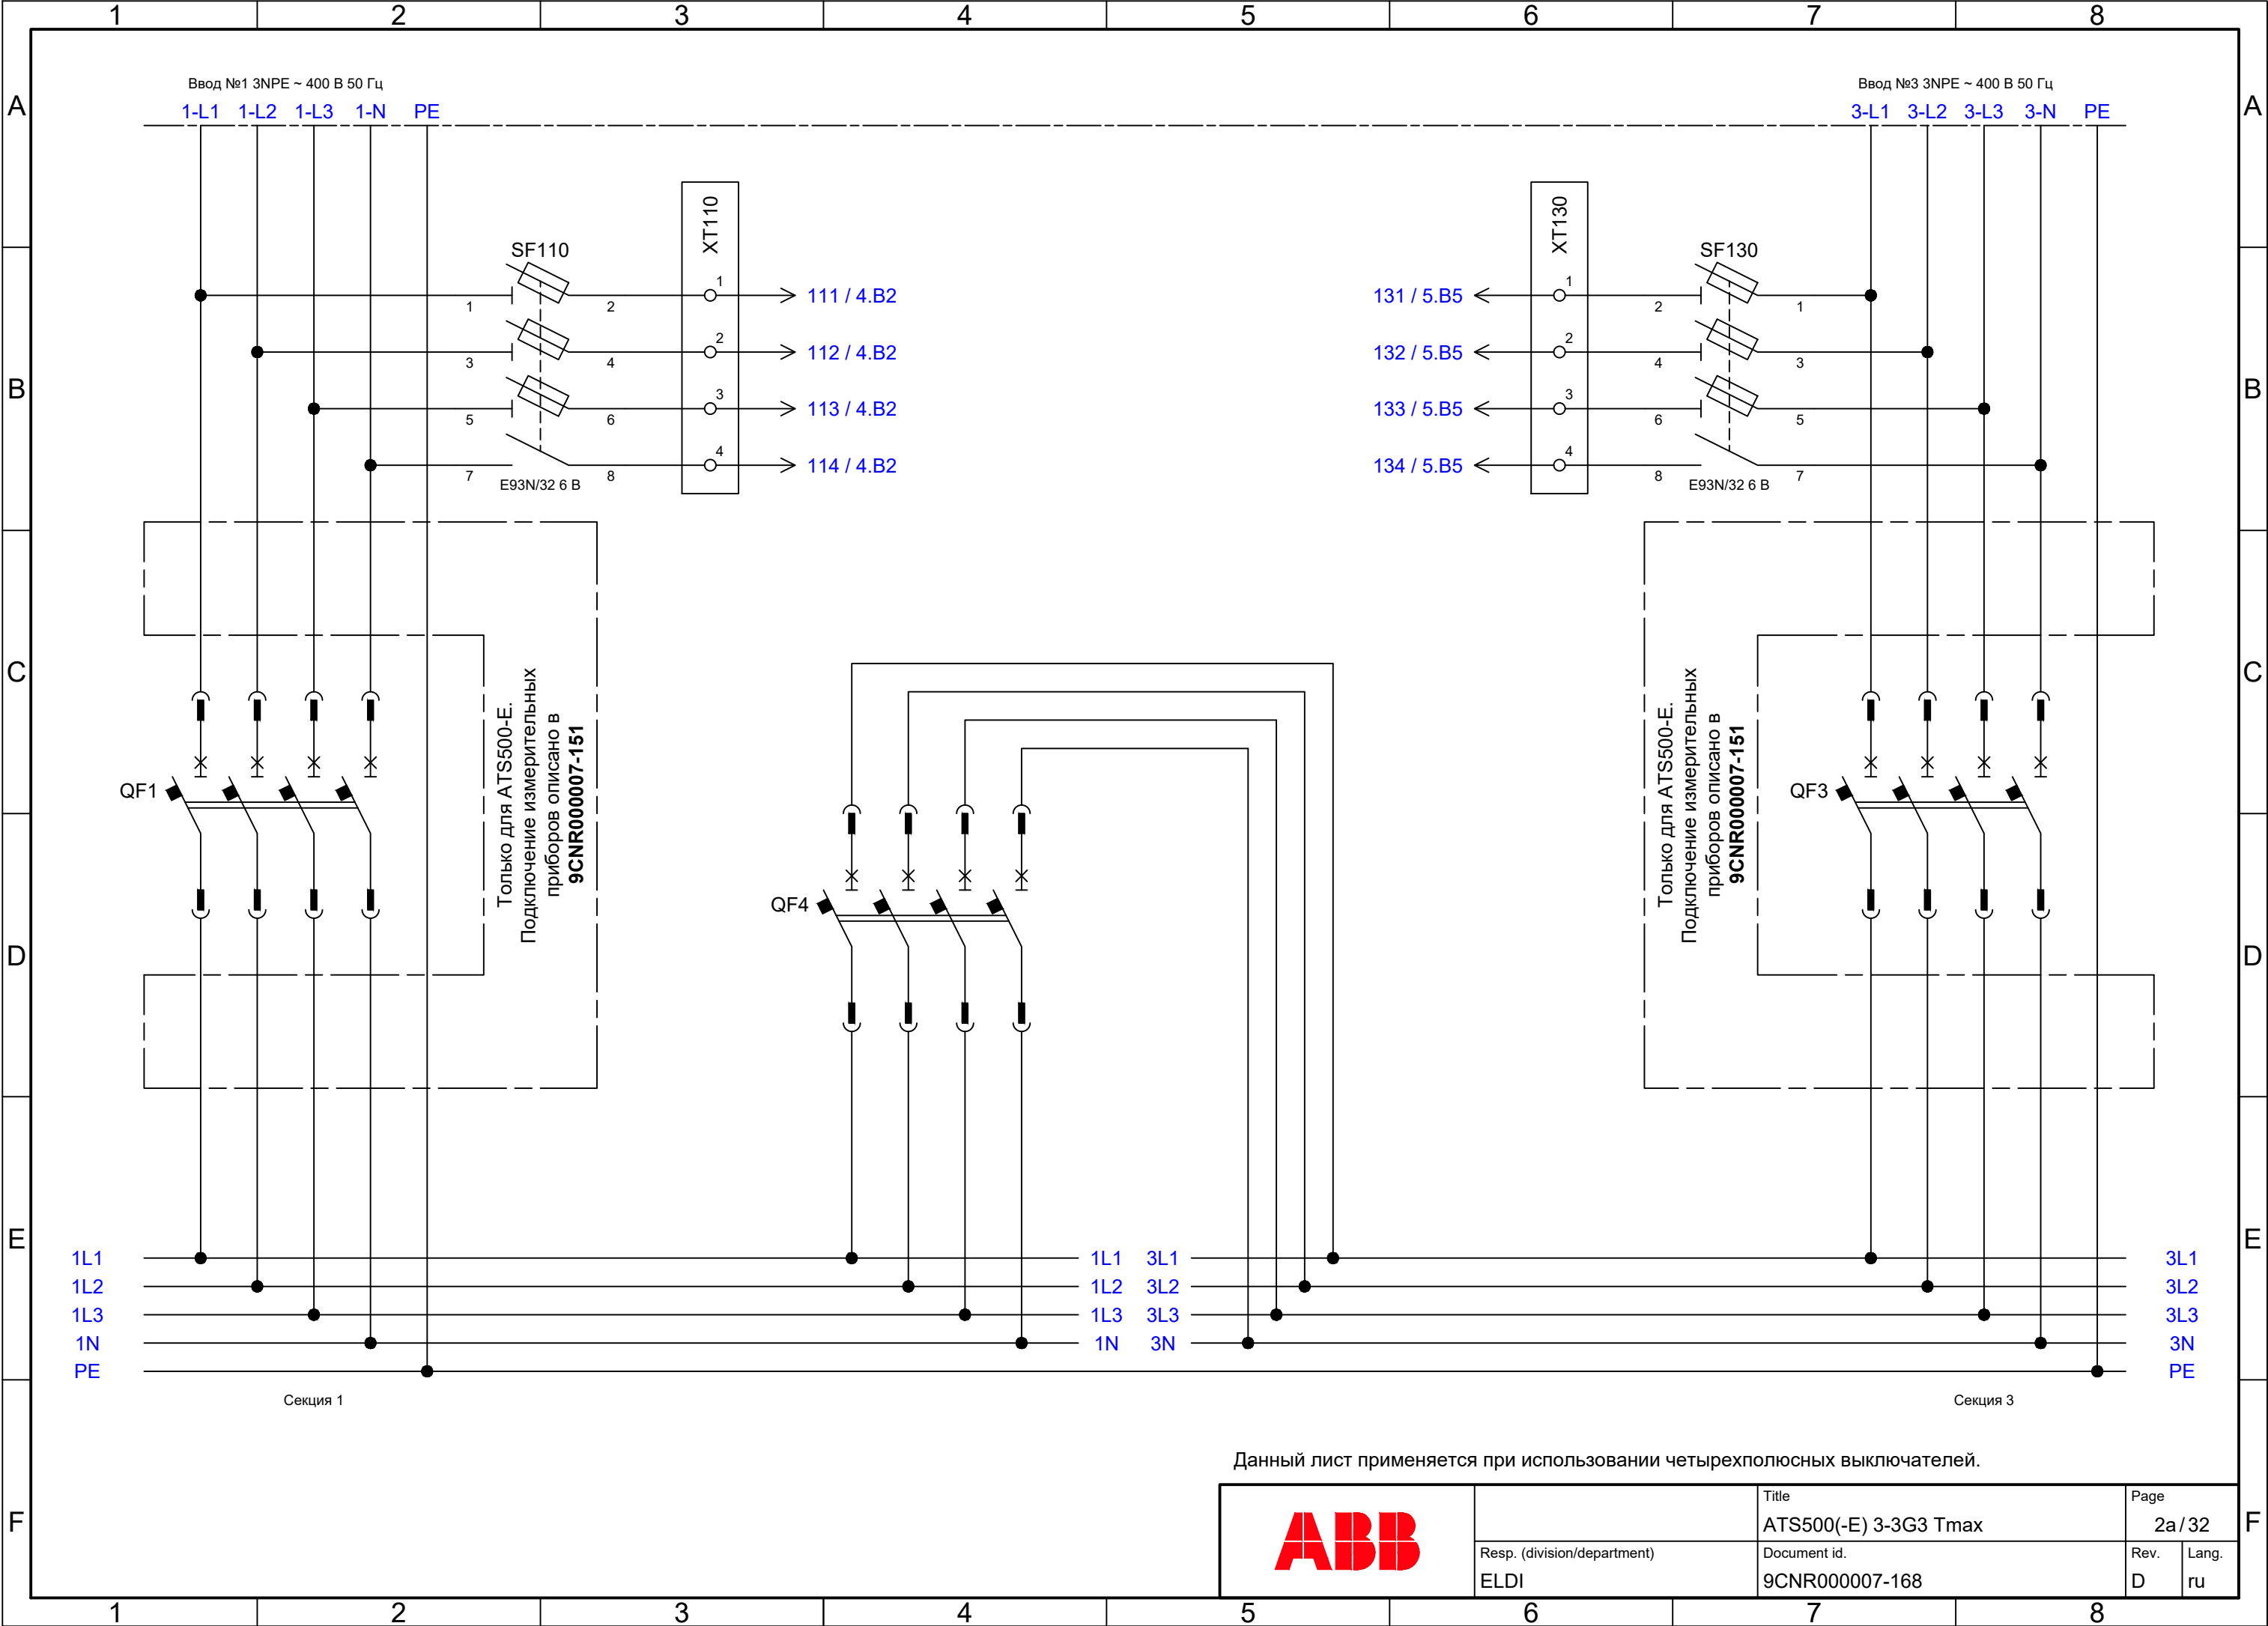 1 2 3 4 5 6 7 8
A A
Ввод №1 3NPE ~ 400 В 50 Гц
1-L1 1-L2 1-L3 1-N PE
Ввод №3 3NPE ~ 400 В 50 Гц
3-L1 3-L2 3-L3 3-N PE
XT110
SF110
1 2 1 111 / 4.B2
3 4 2 112 / 4.B2
5 6 3 113 / 4.B2
7 8 4 114 / 4.B2
E93N/32 6 В
XT130
SF130
131 / 5.B5 1 2 1
132 / 5.B5 2 4 3
133 / 5.B5 3 6 5
134 / 5.B5 4 8 7
E93N/32 6 В
B B
C C
QF1
Только для ATS500-E.
Подключение измерительных
приборов описано в
9CNR000007-151
QF4
Только для ATS500-E.
Подключение измерительных
приборов описано в
9CNR000007-151
QF3
D D
E E
1L1 1L1 3L1 3L1
1L2 1L2 3L2 3L2
1L3 1L3 3L3 3L3
1N 1N 3N 3N
PE PE
Секция 1 Секция 3
Данный лист применяется при использовании четырехполюсных выключателей.
F F
ABB
Title
ATS500(-E) 3-3G3 Tmax
Page
2a/32
Resp. (division/department)
ELDI
Document id.
9CNR000007-168
Rev.
D
Lang.
ru
1 2 3 4 5 6 7 8